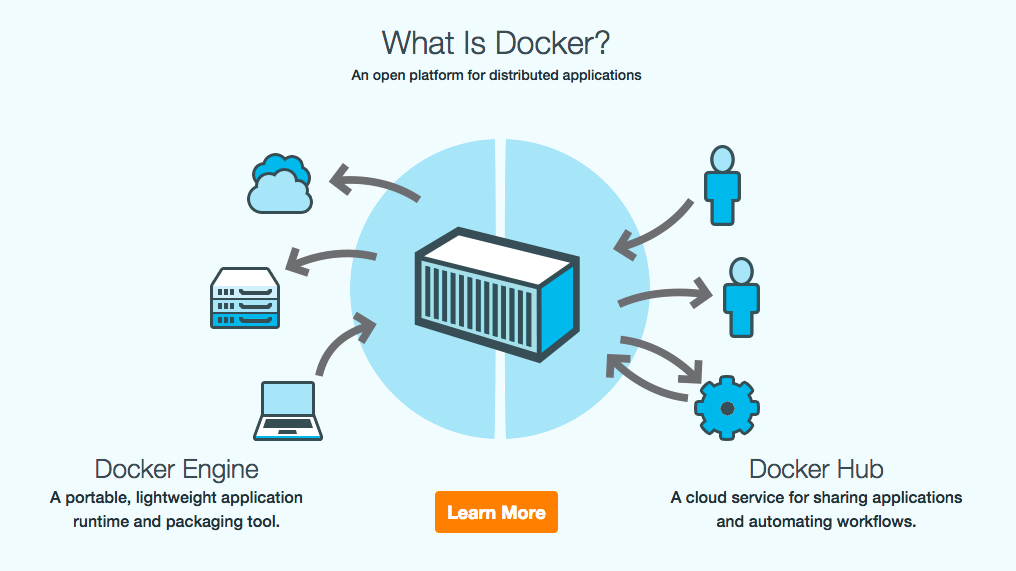 What Is Docker?
An open platform for distributed applications
Docker Engine
A portable, lightweight application
runtime and packaging tool.
Learn More
Docker Hub
A cloud service for sharing applications
and automating workflows.